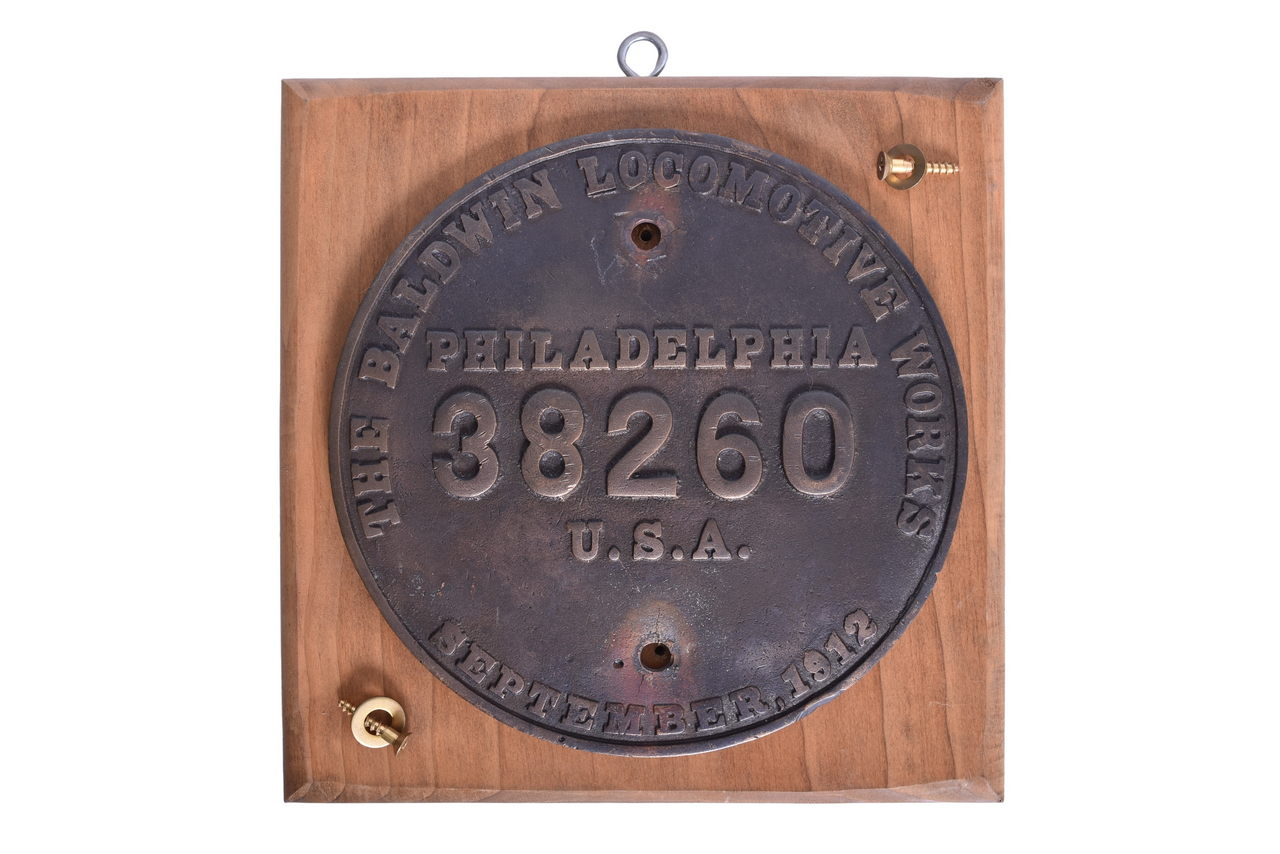 THE BALDWIN LOCOMOTIVE WORKS
PHILADELPHIA
38260
U.S.A.
SEPTEMBER, 1912